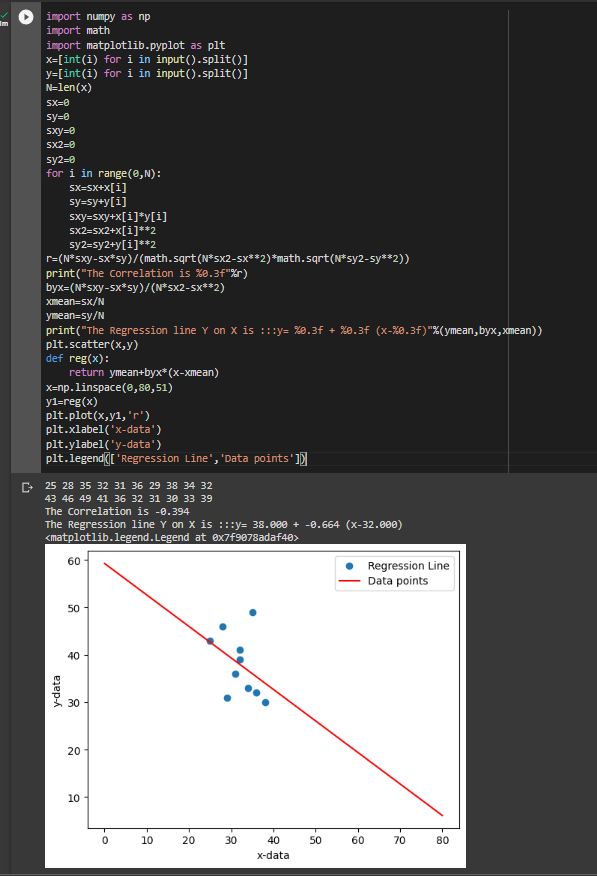 import numpy as np
import math
import matplotlib.pyplot as plt
x=[int(i) for i in input().split()]
y=[int(i) for i in input().split()]
N=len(x)
sx=0
sy=0
sxy=0
sx2=0
sy2=0
for i in range(0,N):
    sx=sx+x[i]
    sy=sy+y[i]
    sxy=sxy+x[i]*y[i]
    sx2=sx2+x[i]**2
    sy2=sy2+y[i]**2
r=(N*sxy-sx*sy)/(math.sqrt(N*sx2-sx**2)*math.sqrt(N*sy2-sy**2))
print("The Correlation is %0.3f"%r)
byx=(N*sxy-sx*sy)/(N*sx2-sx**2)
xmean=sx/N
ymean=sy/N
print("The Regression line Y on X is :::y= %0.3f + %0.3f (x-%0.3f)"%(ymean,byx,xmean))
plt.scatter(x,y)
def reg(x):
    return ymean+byx*(x-xmean)
x=np.linspace(0,80,51)
y1=reg(x)
plt.plot(x,y1,'r')
plt.xlabel('x-data')
plt.ylabel('y-data')
plt.legend(['Regression Line','Data points'])
25 28 35 32 31 36 29 38 34 32
43 46 49 41 36 32 31 30 33 39
The Correlation is -0.394
The Regression line Y on X is :::y= 38.000 + -0.664 (x-32.000)
<matplotlib.legend.Legend at 0x7f9078adaf40>
Regression Line
Data points
60
50
40
30
20
10
y-data
0 10 20 30 40 50 60 70 80
x-data